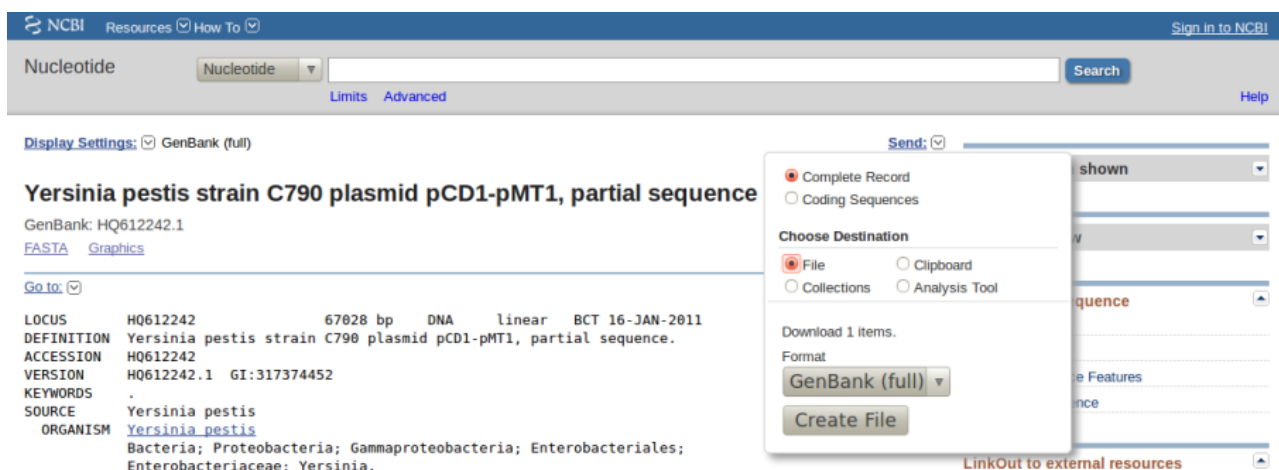 NCBI Resources How To Sign in to NCBI
Nucleotide Nucleotide Search
Limits Advanced Help
Display Settings: GenBank (full) Send:
Yersinia pestis strain C790 plasmid pCD1-pMT1, partial sequence
GenBank: HQ612242.1
FASTA Graphics
Go to:
LOCUS HQ612242 67028 bp DNA linear BCT 16-JAN-2011
DEFINITION Yersinia pestis strain C790 plasmid pCD1-pMT1, partial sequence.
ACCESSION HQ612242
VERSION HQ612242.1 GI:317374452
KEYWORDS .
SOURCE Yersinia pestis
ORGANISM Yersinia pestis
Bacteria; Proteobacteria; Gammaproteobacteria; Enterobacteriales;
Enterobacteriaceae; Yersinia.
Complete Record
Coding Sequences
Choose Destination
File Clipboard
Collections Analysis Tool
Download 1 items.
Format
GenBank (full)
Create File
shown
quence
e Features
nce
LinkOut to external resources